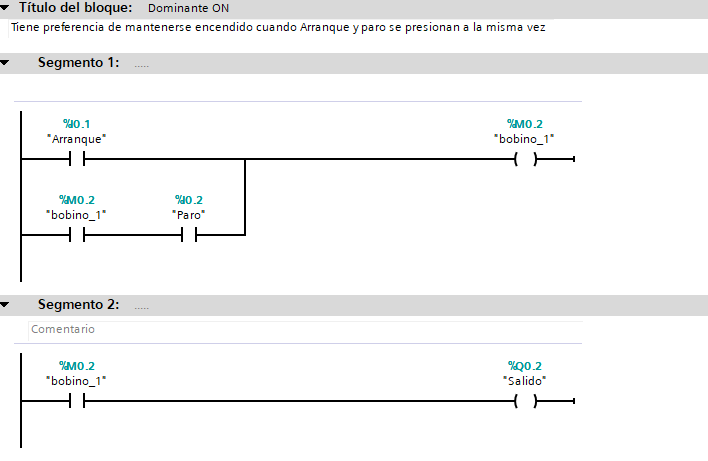 Título del bloque: Dominante ON
Tiene preferencia de mantenerse encendido cuando Arranque y paro se presionan a la misma vez
Segmento 1: .....
%I0.1 %M0.2
"Arranque" "bobino_1"
%M0.2 %I0.2
"bobino_1" "Paro"
Segmento 2: .....
Comentario
%M0.2 %Q0.2
"bobino_1" "Salido"